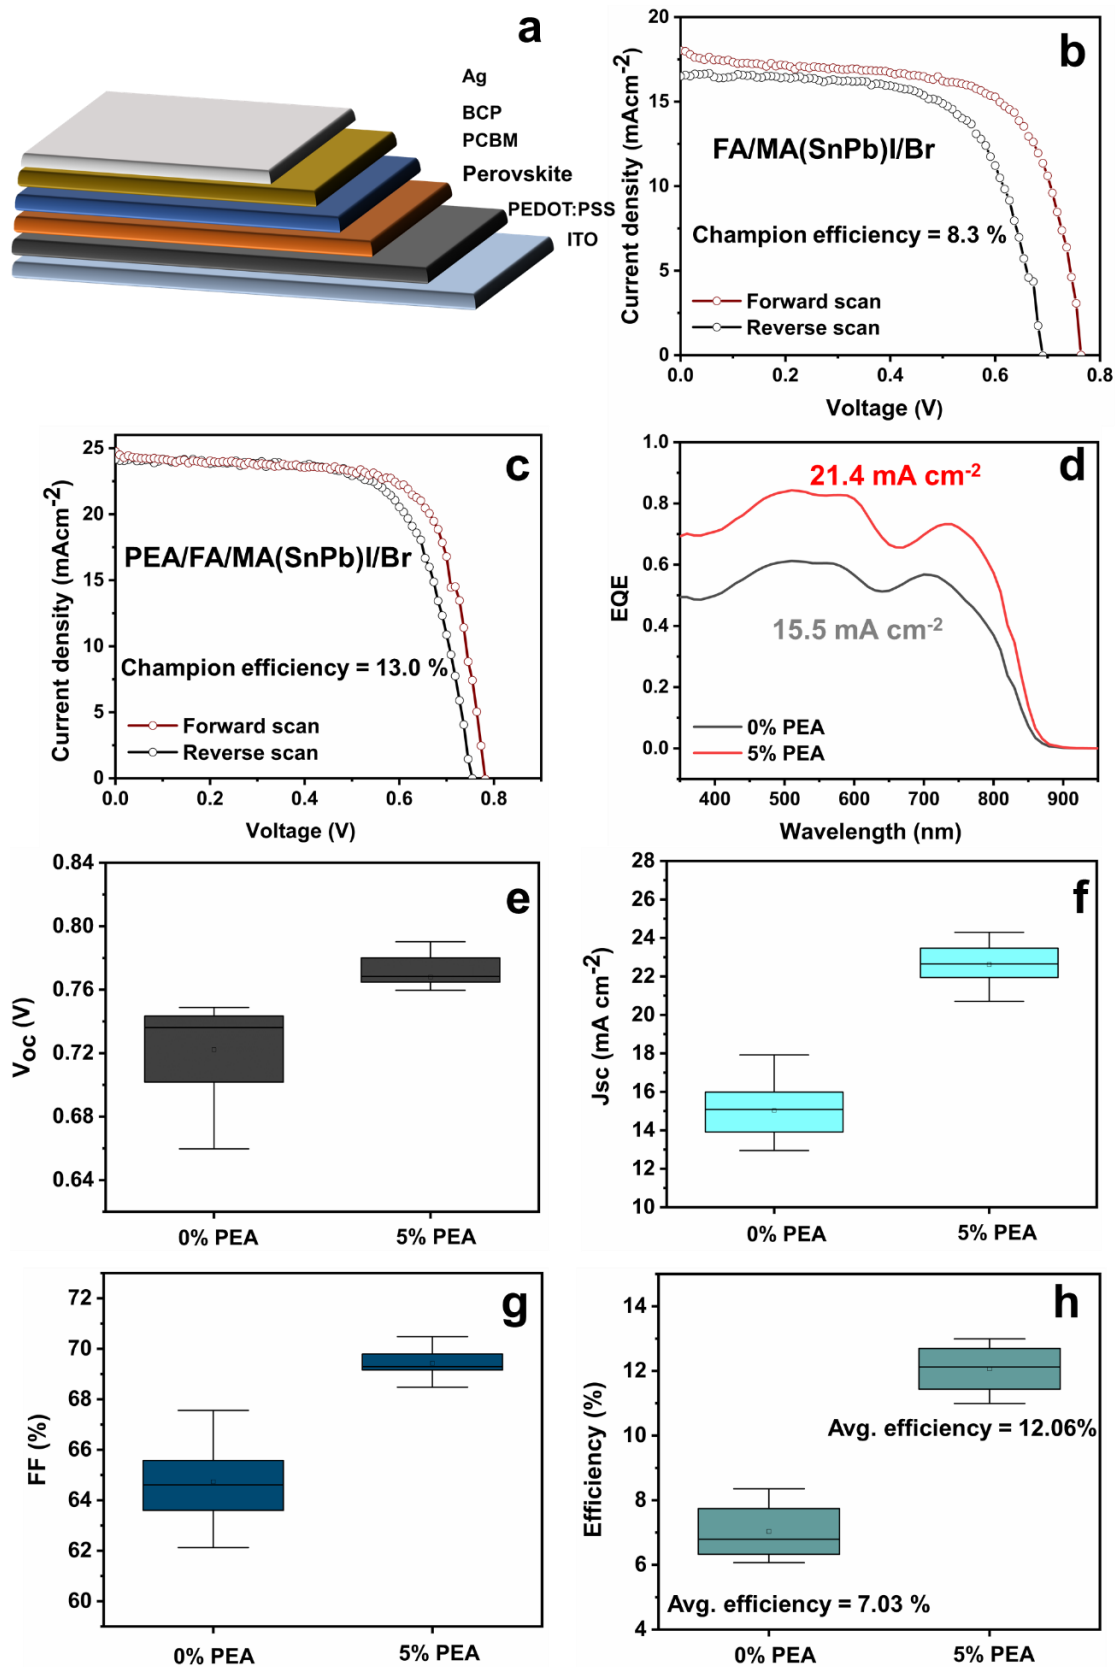 a
Ag
BCP
PCBM
Perovskite
PEDOT:PSS
ITO
b
20
15
10
5
0
Current density (mAcm-2)
FA/MA(SnPb)I/Br
Champion efficiency = 8.3 %
Forward scan
Reverse scan
0.0
0.2
0.4
0.6
0.8
Voltage (V)
c
25
20
15
10
5
0
Current density (mAcm-2)
PEA/FA/MA(SnPb)I/Br
Champion efficiency = 13.0 %
Forward scan
Reverse scan
0.0
0.2
0.4
0.6
0.8
Voltage (V)
d
1.0
0.8
0.6
0.4
0.2
0.0
EQE
21.4 mA cm-2
15.5 mA cm-2
0% PEA
5% PEA
400
500
600
700
800
900
Wavelength (nm)
e
0.84
0.80
0.76
0.72
0.68
0.64
Voc (V)
0% PEA
5% PEA
f
28
26
24
22
20
18
16
14
12
10
Jsc (mA cm-2)
0% PEA
5% PEA
g
72
70
68
66
64
62
60
FF (%)
0% PEA
5% PEA
h
14
12
10
8
6
4
Efficiency (%)
Avg. efficiency = 12.06%
Avg. efficiency = 7.03 %
0% PEA
5% PEA